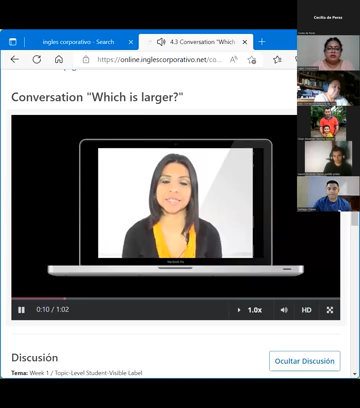 Cecilia de Perez
ingles corporativo - Search
4.3 Conversation "Which
https://online.inglescorporativo.net/co...
Conversation "Which is larger?"
0:10 / 1:02
1.0x
HD
Discusión
Ocultar Discusión
Tema: Week 1 / Topic-Level Student-Visible Label